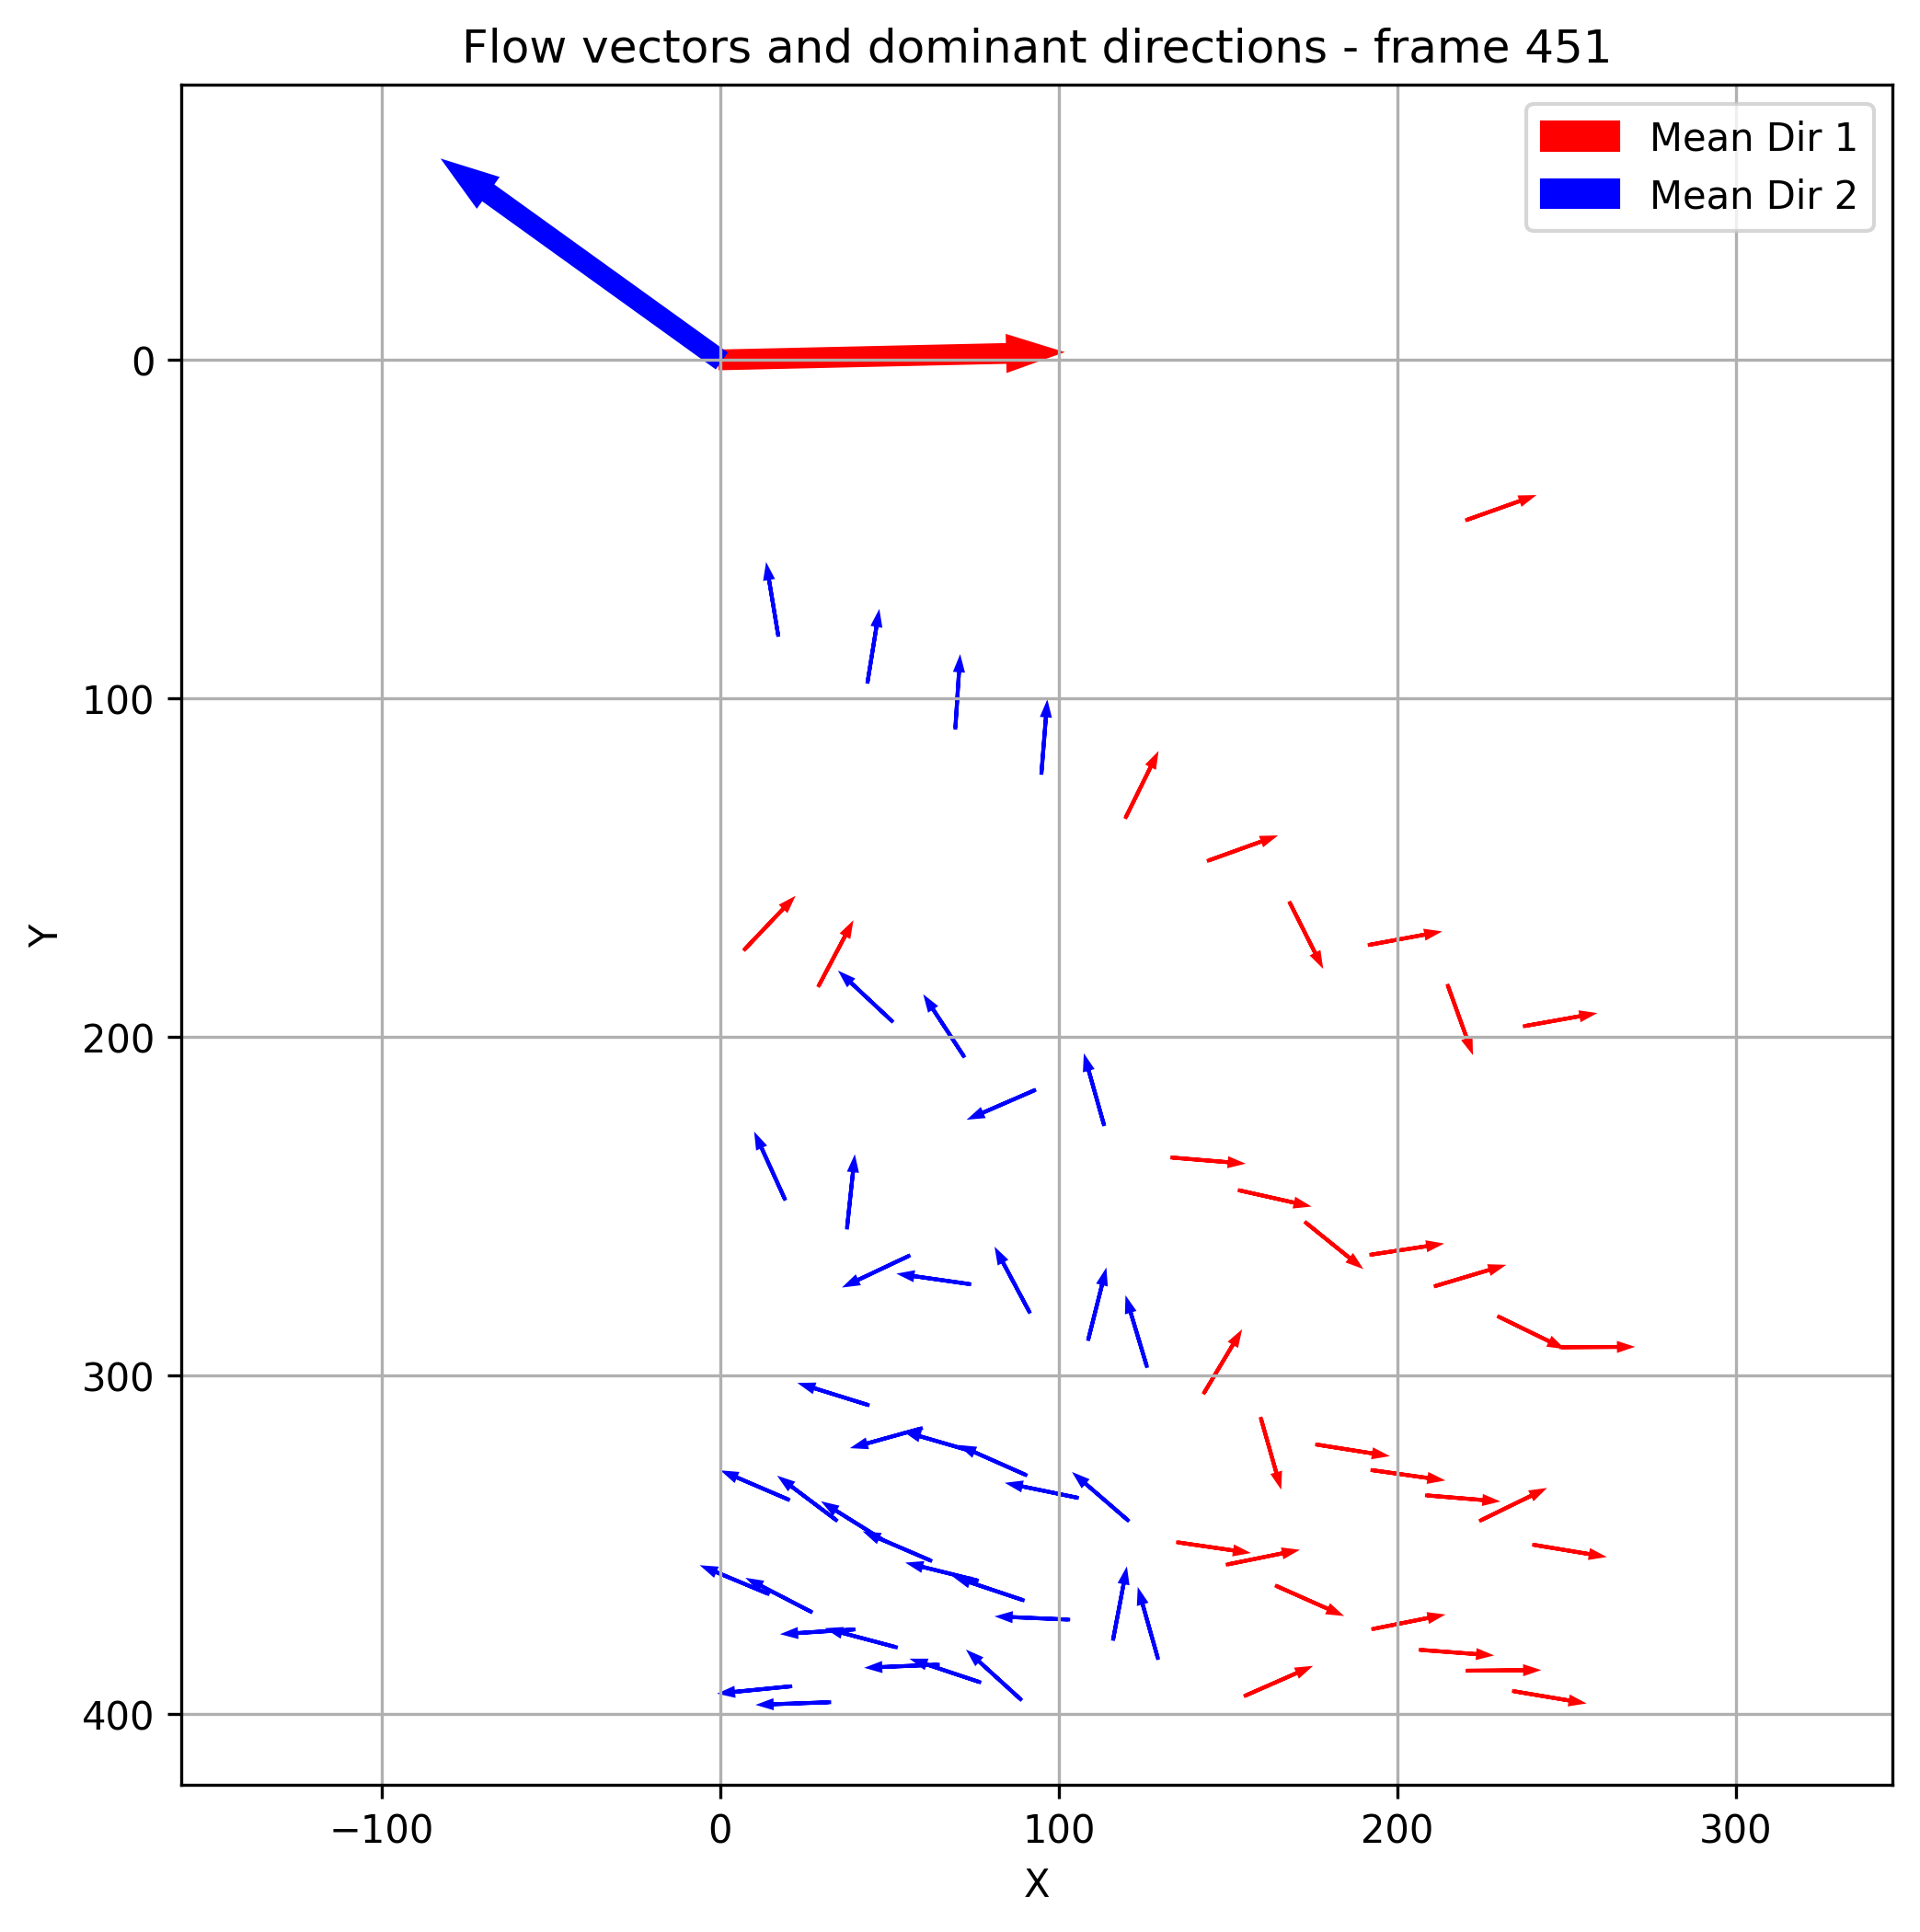 Flow vectors and dominant directions - frame 451
Mean Dir 1
Mean Dir 2
0
100
200
300
400
Y
−100
0
100
200
300
X